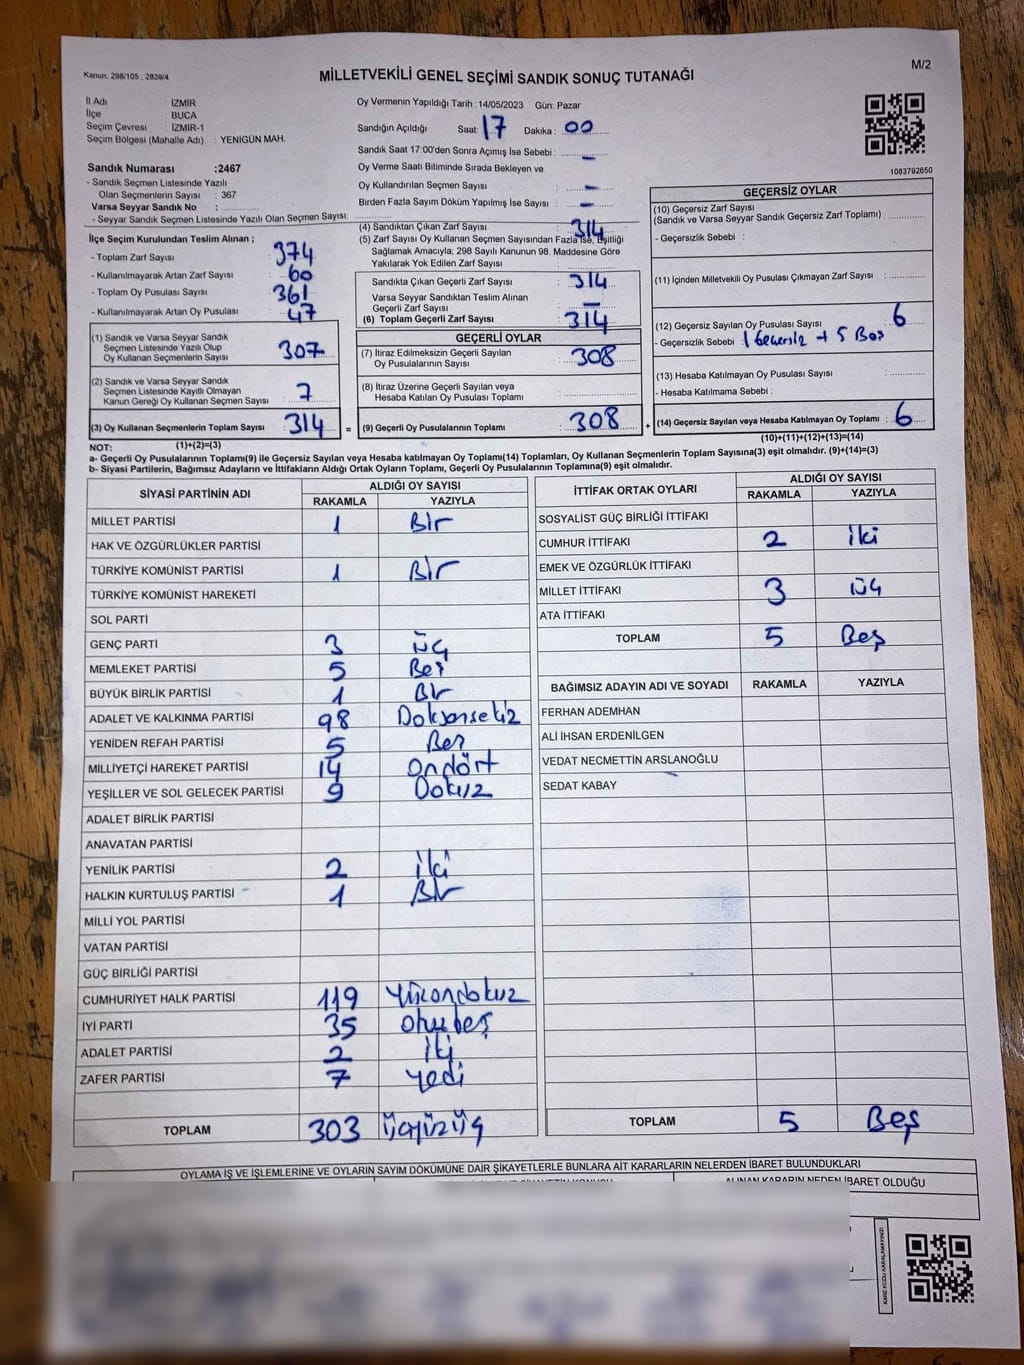 Kanun; 298/105 , 2839/4
MİLLETVEKİLİ GENEL SEÇİMİ SANDIK SONUÇ TUTANAĞI
M/2
İl Adı : İZMİR
İlçe BUCA
Seçim Çevresi İZMİR-1
Seçim Bölgesi (Mahalle Adı) : YENİGÜN MAH.
Sandık Numarası :2467
- Sandık Seçmen Listesinde Yazılı
Olan Seçmenlerin Sayısı : 367
Varsa Seyyar Sandık No :
- Seyyar Sandık Seçmen Listesinde Yazılı Olan Seçmen Sayısı:
Oy Vermenin Yapıldığı Tarih : 14/05/2023 Gün: Pazar
Sandığın Açıldığı Saat: 17 Dakika : 00
Sandık Saat 17:00'den Sonra Açımış İse Sebebi : –
Oy Verme Saati Bitiminde Sırada Bekleyen ve
Oy Kullandırılan Seçmen Sayısı : –
Birden Fazla Sayım Döküm Yapılmış İse Sayısı : –
1083792650
İlçe Seçim Kurulundan Teslim Alınan ;
- Toplam Zarf Sayısı : 374
- Kullanılmayarak Artan Zarf Sayısı : 60
- Toplam Oy Pusulası Sayısı : 361
- Kullanılmayarak Artan Oy Pusulası : 47
(1) Sandık ve Varsa Seyyar Sandık
Seçmen Listesinde Yazılı Olup
Oy Kullanan Seçmenlerin Sayısı : 307
(2) Sandık ve Varsa Seyyar Sandık
Seçmen Listesinde Kayıtlı Olmayan
Kanun Gereği Oy Kullanan Seçmen Sayısı : 7
(3) Oy Kullanan Seçmenlerin Toplam Sayısı : 314
(1)+(2)=(3)
(4) Sandıktan Çıkan Zarf Sayısı : 314
(5) Zarf Sayısı Oy Kullanan Seçmen Sayısından Fazla İse, Eşitliği
Sağlamak Amacıyla; 298 Sayılı Kanunun 98. Maddesine Göre
Yakılarak Yok Edilen Zarf Sayısı :
Sandıkta Çıkan Geçerli Zarf Sayısı : 314
Varsa Seyyar Sandıktan Teslim Alınan
Geçerli Zarf Sayısı : –
(6) Toplam Geçerli Zarf Sayısı : 314
GEÇERLİ OYLAR
(7) İtiraz Edilmeksizin Geçerli Sayılan
Oy Pusulalarının Sayısı : 308
(8) İtiraz Üzerine Geçerli Sayılan veya
Hesaba Katılan Oy Pusulası Toplamı :
= (9) Geçerli Oy Pusulalarının Toplamı : 308 +
GEÇERSİZ OYLAR
(10) Geçersiz Zarf Sayısı
(Sandık ve Varsa Seyyar Sandık Geçersiz Zarf Toplamı) :
- Geçersizlik Sebebi :
(11) İçinden Milletvekili Oy Pusulası Çıkmayan Zarf Sayısı :
(12) Geçersiz Sayılan Oy Pusulası Sayısı : 6
- Geçersizlik Sebebi : 1 Geçersiz + 5 Boş
(13) Hesaba Katılmayan Oy Pusulası Sayısı :
- Hesaba Katılmama Sebebi :
(14) Geçersiz Sayılan veya Hesaba Katılmayan Oy Toplamı : 6
(10)+(11)+(12)+(13)=(14)
NOT:
a- Geçerli Oy Pusulalarının Toplamı(9) ile Geçersiz Sayılan veya Hesaba katılmayan Oy Toplamı(14) Toplamları, Oy Kullanan Seçmenlerin Toplam Sayısına(3) eşit olmalıdır. (9)+(14)=(3)
b- Siyasi Partilerin, Bağımsız Adayların ve İttifakların Aldığı Ortak Oyların Toplamı, Geçerli Oy Pusulalarının Toplamına(9) eşit olmalıdır.
SİYASİ PARTİNİN ADI ALDIĞI OY SAYISI
RAKAMLA YAZIYLA
MİLLET PARTİSİ 1 Bir
HAK VE ÖZGÜRLÜKLER PARTİSİ
TÜRKİYE KOMÜNİST PARTİSİ 1 Bir
TÜRKİYE KOMÜNİST HAREKETİ
SOL PARTİ
GENÇ PARTİ 3 Üç
MEMLEKET PARTİSİ 5 Beş
BÜYÜK BİRLİK PARTİSİ 1 Bir
ADALET VE KALKINMA PARTİSİ 98 Doksansekiz
YENİDEN REFAH PARTİSİ 5 Beş
MİLLİYETÇİ HAREKET PARTİSİ 14 Ondört
YEŞİLLER VE SOL GELECEK PARTİSİ 9 Dokuz
ADALET BİRLİK PARTİSİ
ANAVATAN PARTİSİ
YENİLİK PARTİSİ 2 İki
HALKIN KURTULUŞ PARTİSİ 1 Bir
MİLLİ YOL PARTİSİ
VATAN PARTİSİ
GÜÇ BİRLİĞİ PARTİSİ
CUMHURİYET HALK PARTİSİ 119 Yüzondokuz
İYİ PARTİ 35 Otuzbeş
ADALET PARTİSİ 2 İki
ZAFER PARTİSİ 7 Yedi
TOPLAM 303 Üçyüzüç
İTTİFAK ORTAK OYLARI ALDIĞI OY SAYISI
RAKAMLA YAZIYLA
SOSYALİST GÜÇ BİRLİĞİ İTTİFAKI
CUMHUR İTTİFAKI 2 İki
EMEK VE ÖZGÜRLÜK İTTİFAKI
MİLLET İTTİFAKI 3 Üç
ATA İTTİFAKI
TOPLAM 5 Beş
BAĞIMSIZ ADAYIN ADI VE SOYADI RAKAMLA YAZIYLA
FERHAN ADEMHAN
ALİ İHSAN ERDENİLGEN
VEDAT NECMETTİN ARSLANOĞLU
SEDAT KABAY
TOPLAM 5 Beş
OYLAMA İŞ VE İŞLEMLERİNE VE OYLARIN SAYIM DÖKÜMÜNE DAİR ŞİKAYETLERLE BUNLARA AİT KARARLARIN NELERDEN İBARET BULUNDUKLARI
ALINAN KARARIN NEDEN İBARET OLDUĞU
KARE KODU KARALAMAYINIZ!